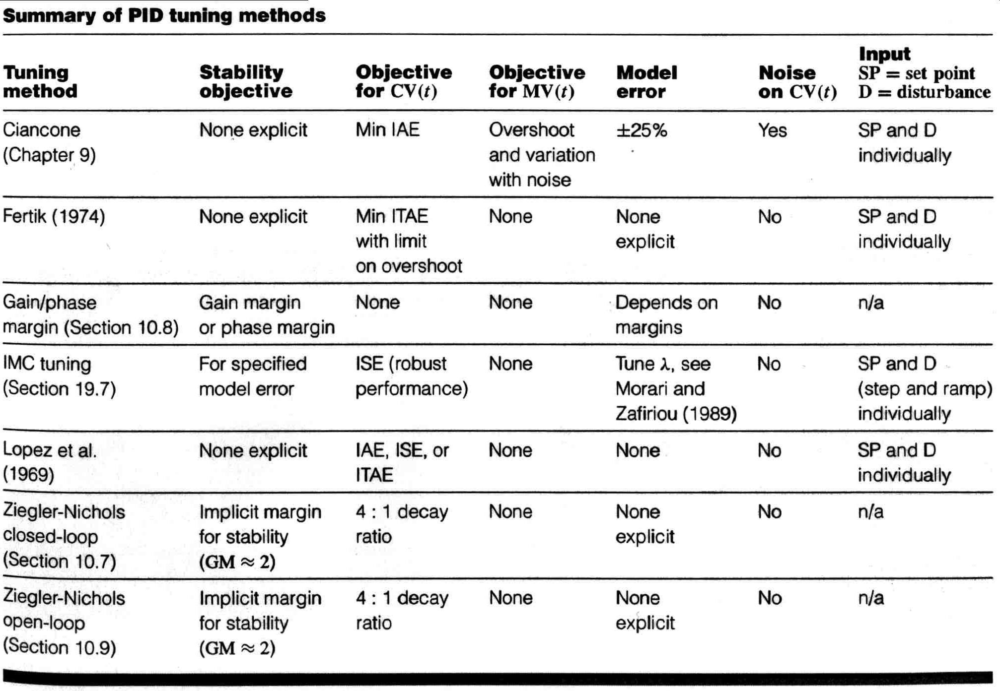 Summary of PID tuning methods
Tuning method
Stability objective
Objective for CV(t)
Objective for MV(t)
Model error
Noise on CV(t)
Input
SP = set point
D = disturbance
Ciancone
(Chapter 9)
None explicit
Min IAE
Overshoot
and variation
with noise
±25%
Yes
SP and D
individually
Fertik (1974)
None explicit
Min ITAE
with limit
on overshoot
None
None
explicit
No
SP and D
individually
Gain/phase
margin (Section 10.8)
Gain margin
or phase margin
None
None
Depends on
margins
No
n/a
IMC tuning
(Section 19.7)
For specified
model error
ISE (robust
performance)
None
Tune λ, see
Morari and
Zafiriou (1989)
No
SP and D
(step and ramp)
individually
Lopez et al.
(1969)
None explicit
IAE, ISE, or
ITAE
None
None
No
SP and D
individually
Ziegler-Nichols
closed-loop
(Section 10.7)
Implicit margin
for stability
(GM ≈ 2)
4 : 1 decay
ratio
None
None
explicit
No
n/a
Ziegler-Nichols
open-loop
(Section 10.9)
Implicit margin
for stability
(GM ≈ 2)
4 : 1 decay
ratio
None
None
explicit
No
n/a